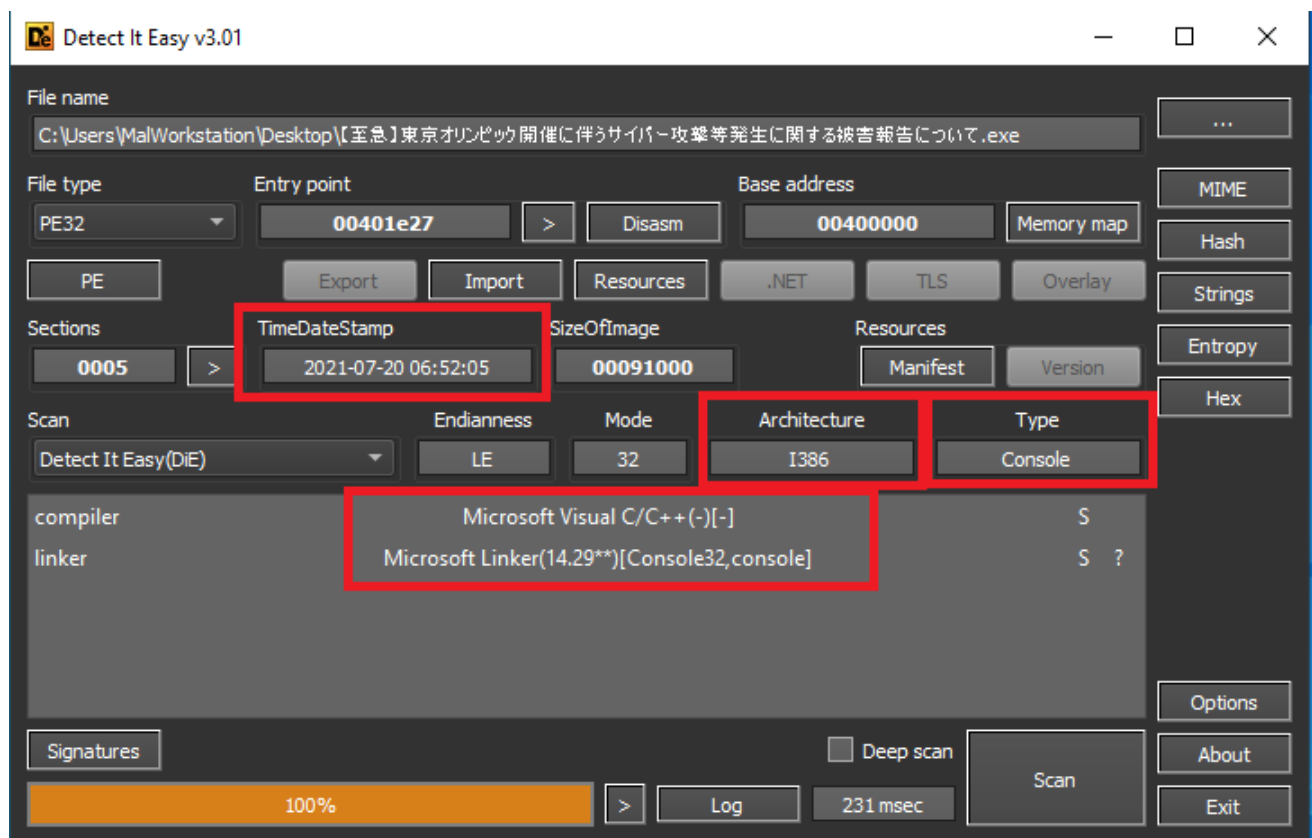 Detect It Easy v3.01
File name
C:\Users\MalWorkstation\Desktop\【至急】東京オリンピック開催に伴うサイバー攻撃等発生に関する被害報告について.exe
...
File type Entry point Base address
PE32 00401e27 > Disasm 00400000 Memory map
MIME
Hash
PE Export Import Resources .NET TLS Overlay
Strings
Sections TimeDateStamp SizeOfImage Resources
Entropy
0005 > 2021-07-20 06:52:05 00091000 Manifest Version
Hex
Scan Endianness Mode Architecture Type
Detect It Easy(DiE) LE 32 I386 Console
compiler Microsoft Visual C/C++(-)[-] S
linker Microsoft Linker(14.29**)[Console32,console] S ?
Options
Signatures Deep scan About
Scan
100% > Log 231 msec Exit